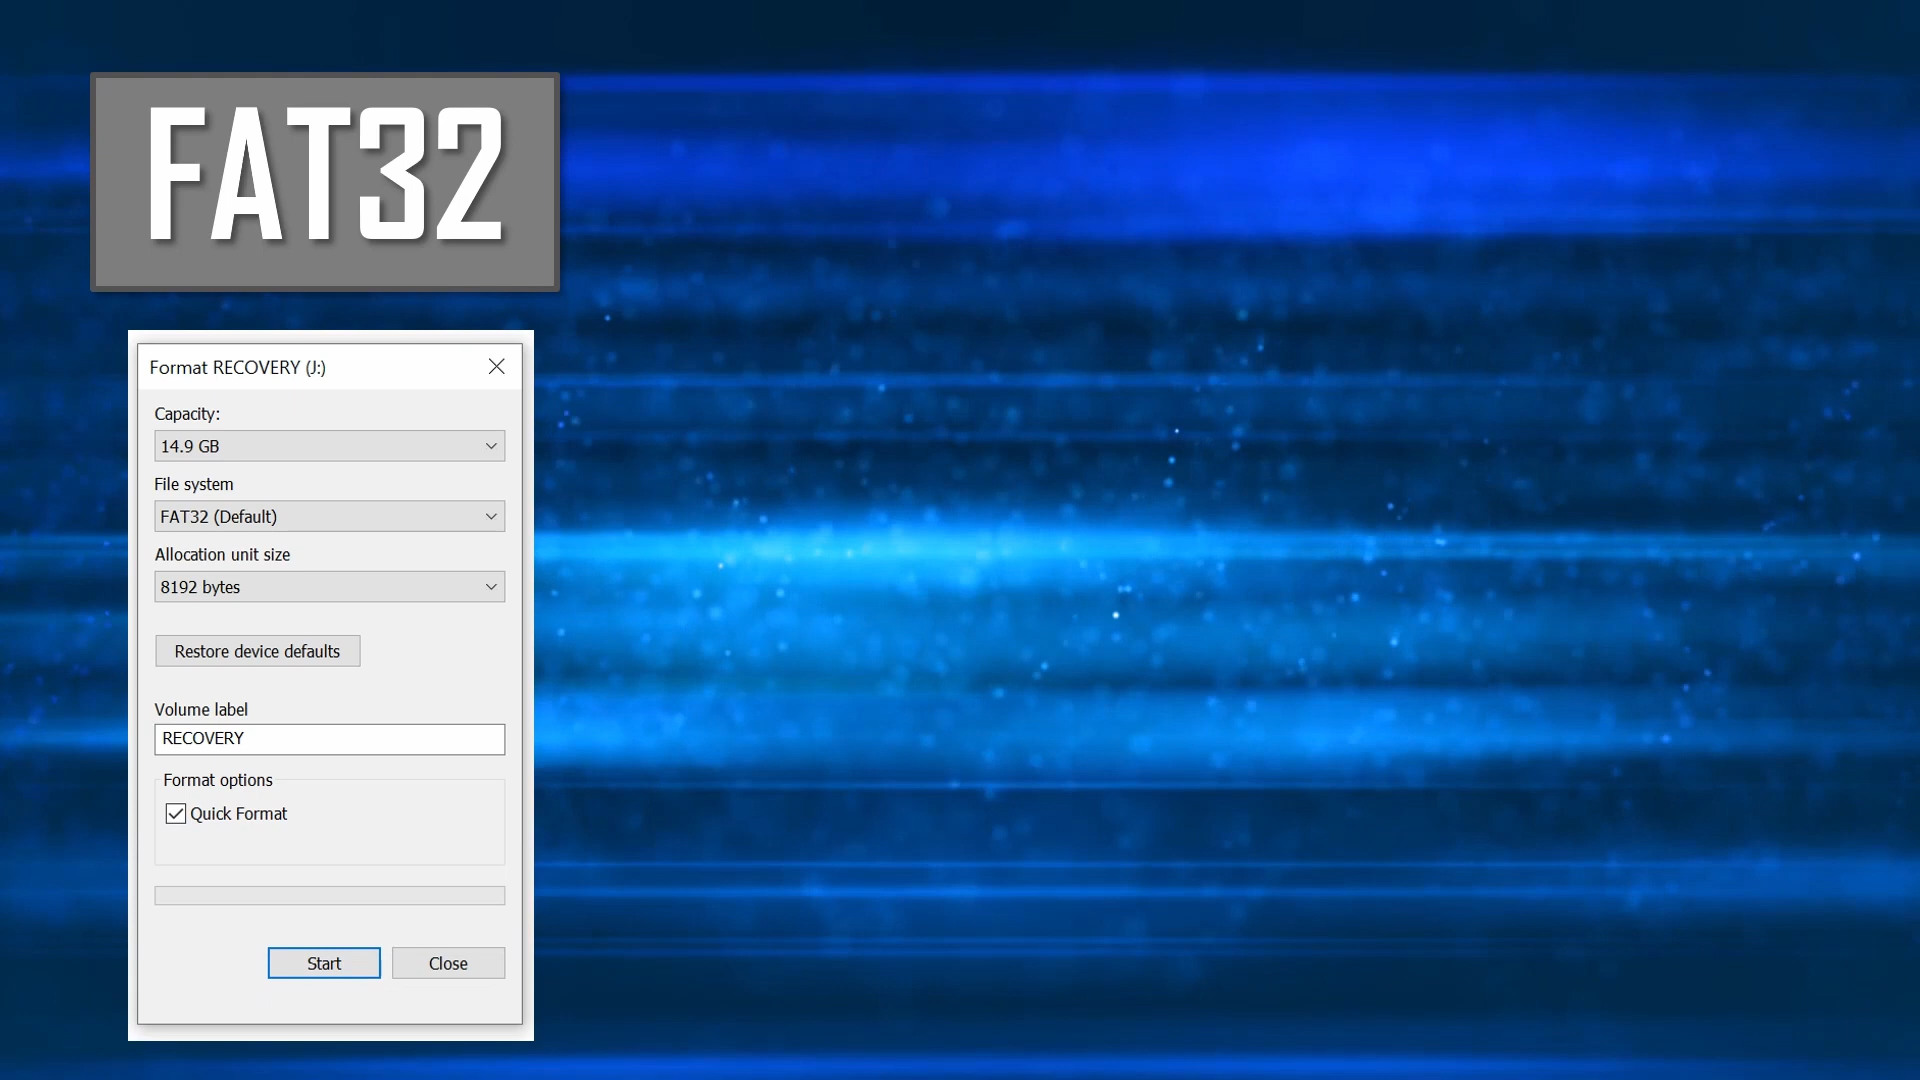 FAT32
Format RECOVERY (J:)
Capacity:
14.9 GB
File system
FAT32 (Default)
Allocation unit size
8192 bytes
Restore device defaults
Volume label
RECOVERY
Format options
Quick Format
Start
Close